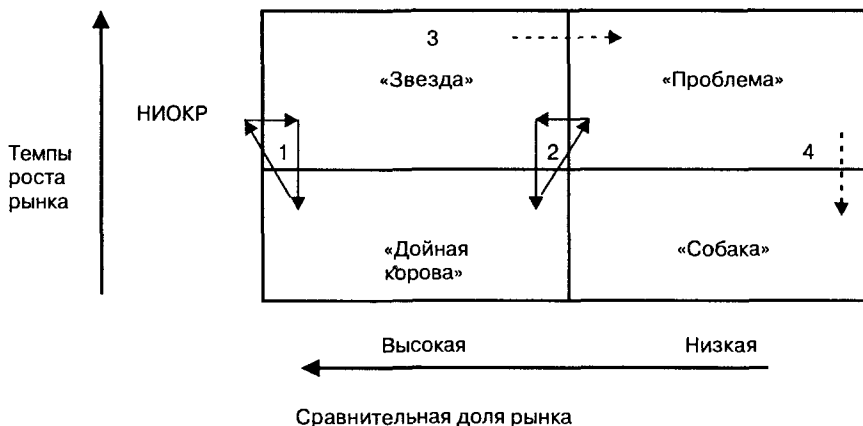 3
«Звезда»
«Проблема»
НИОКР
1
2
4
Темпы
роста
рынка
«Дойная
корова»
«Собака»
Высокая
Низкая
Сравнительная доля рынка